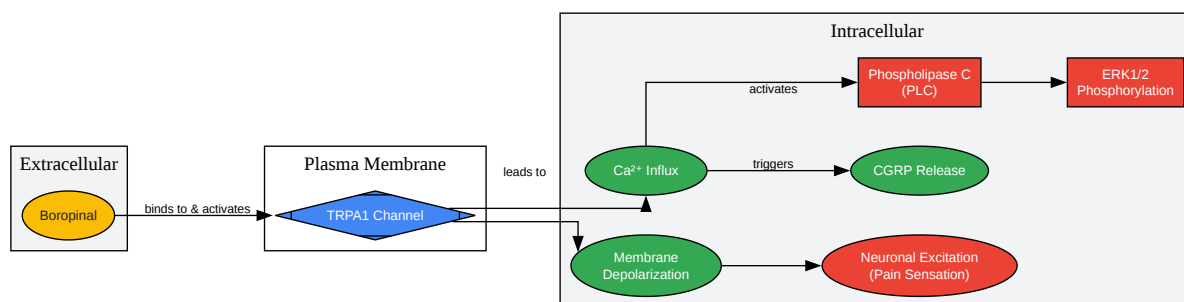 Intracellular
Phospholipase C
(PLC)
ERK1/2
Phosphorylation
activates
Extracellular
Plasma Membrane
leads to
Ca²⁺ Influx
triggers
CGRP Release
Boropinal
binds to & activates
TRPA1 Channel
Membrane
Depolarization
Neuronal Excitation
(Pain Sensation)